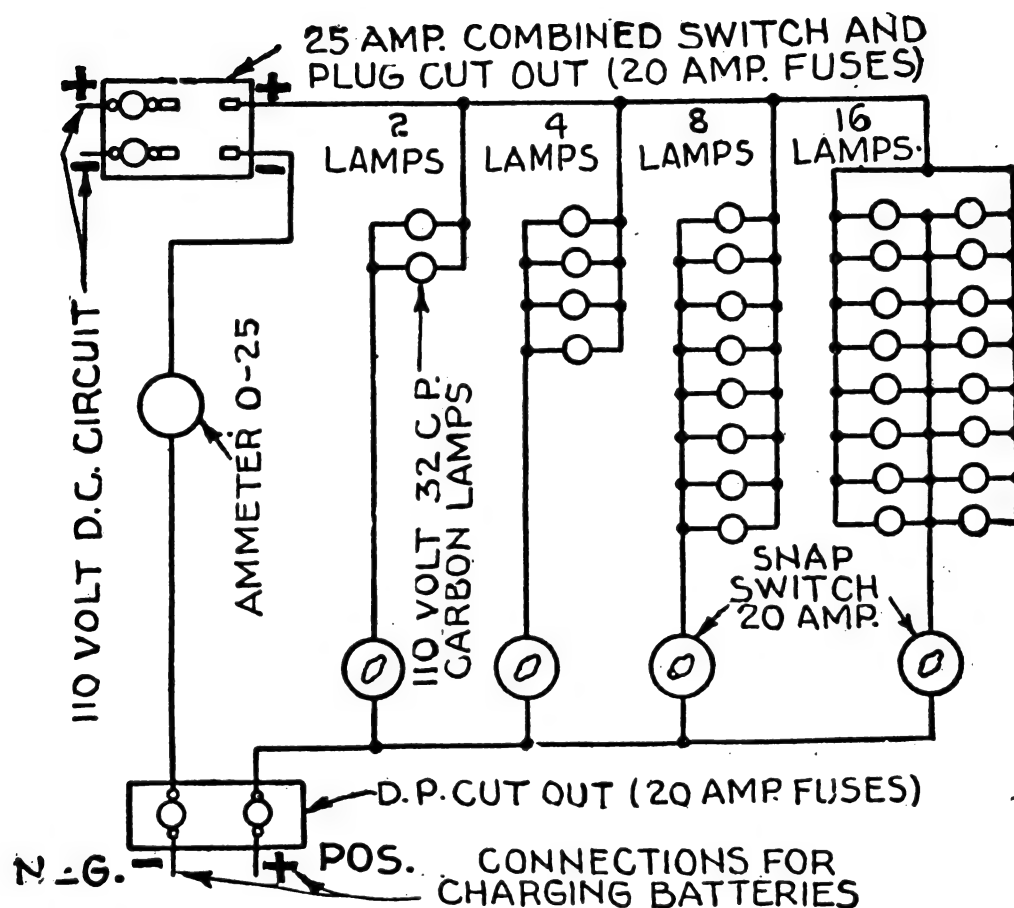 25 AMP. COMBINED SWITCH AND
PLUG CUT OUT (20 AMP. FUSES)
+
+
-
-
2
LAMPS
4
LAMPS
8
LAMPS
16
LAMPS.
110 VOLT D.C. CIRCUIT
AMMETER 0-25
110 VOLT 32 C.P.
CARBON LAMPS
SNAP
SWITCH
20 AMP.
D.P. CUT OUT (20 AMP. FUSES)
N_G. -
+ POS.
CONNECTIONS FOR
CHARGING BATTERIES